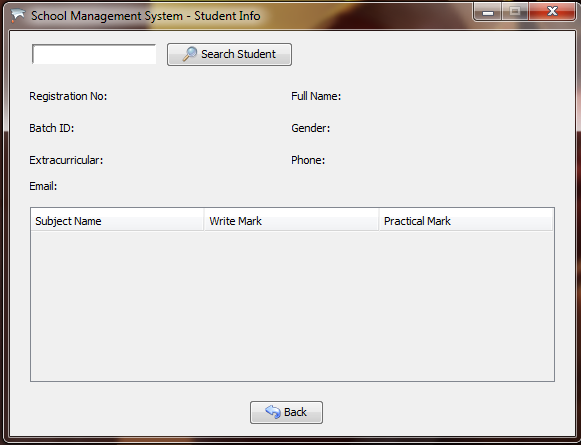 School Management System - Student Info
Search Student
Registration No: Full Name:
Batch ID: Gender:
Extracurricular: Phone:
Email:
Subject Name Write Mark Practical Mark
Back